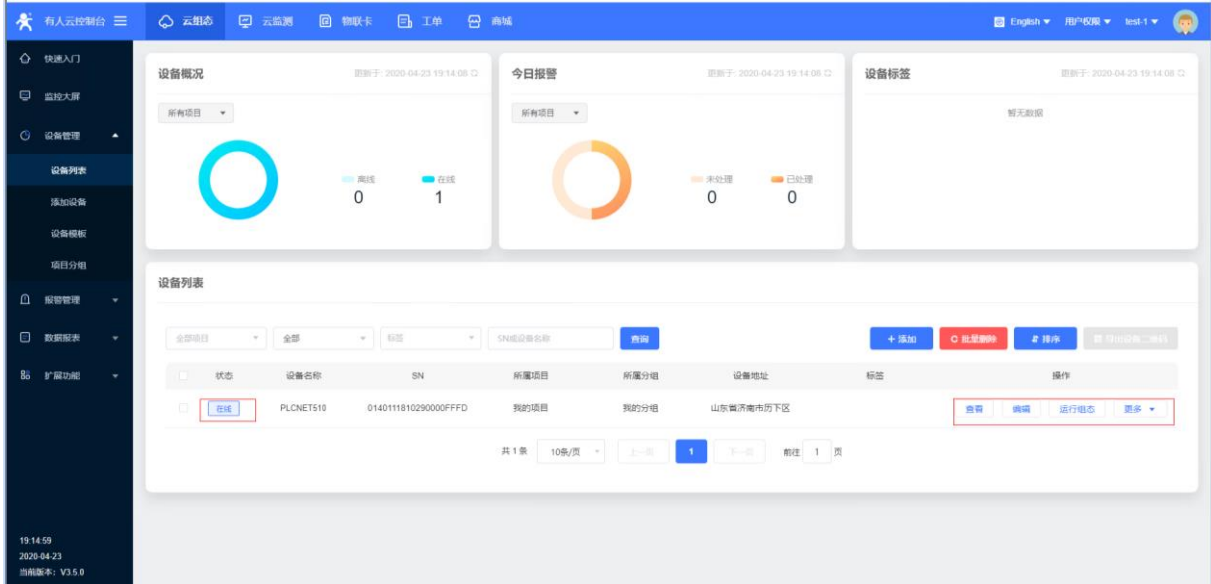 有人云控制台
云组态 云监测 物联卡 工单 商城
English 用户权限 test-1
快速入门
监控大屏
设备管理
设备列表
添加设备
设备模板
项目分组
报警管理
数据报表
扩展功能
19:14:59
2020-04-23
当前版本：V3.5.0
设备概况 更新于: 2020-04-23 19:14:08
所有项目
离线 在线
0 1
今日报警 更新于: 2020-04-23 19:14:08
所有项目
未处理 已处理
0 0
设备标签 更新于: 2020-04-23 19:14:08
暂无数据
设备列表
全部项目 全部 标签 SN或设备名称 查询 + 添加 批量删除 排序 导出设备二维码
状态 设备名称 SN 所属项目 所属分组 设备地址 标签 操作
在线 PLCNET510 0140111810290000FFFD 我的项目 我的分组 山东省济南市历下区 查看 编辑 运行组态 更多
共 1 条 10条/页 上一页 1 下一页 前往 1 页